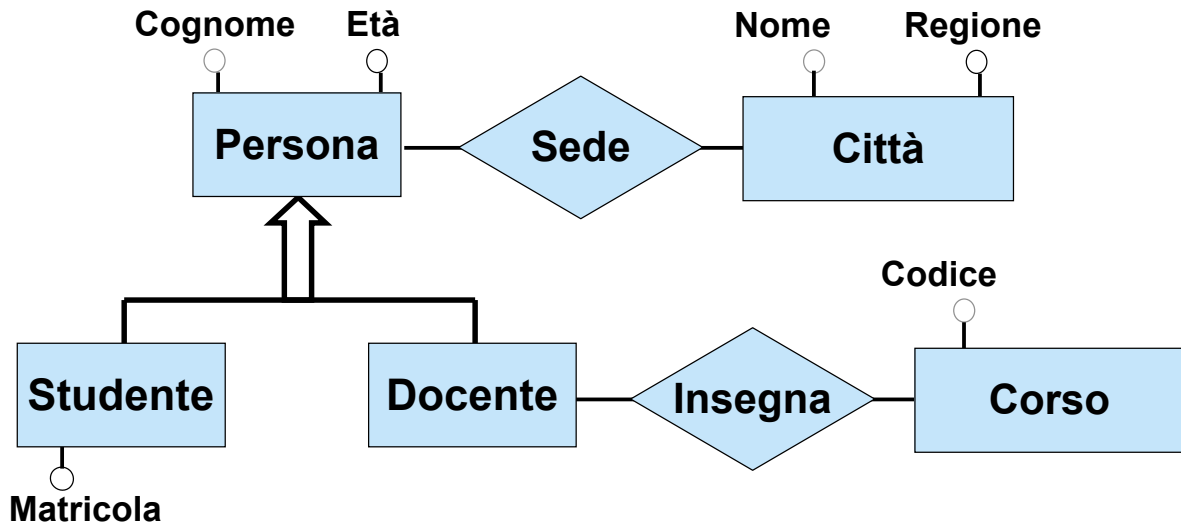 Cognome Età Nome Regione
Persona Sede Città
Codice
Studente Docente Insegna Corso
Matricola